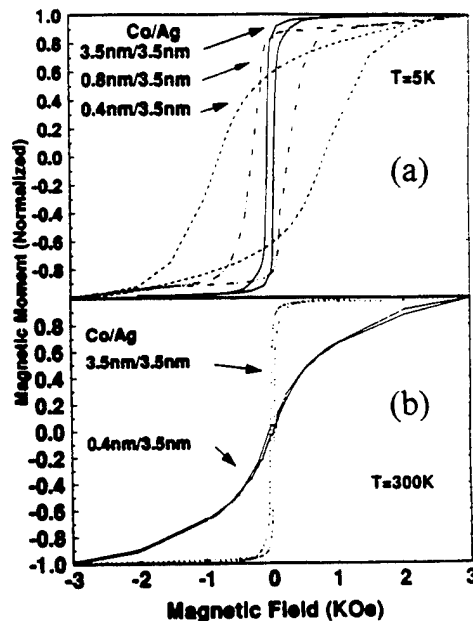 1.0
0.8
0.6
0.4
0.2
0.0
-0.2
-0.4
-0.6
-0.8
Co/Ag
3.5nm/3.5nm
0.8nm/3.5nm
0.4nm/3.5nm
T=5K
(a)
Magnetic Moment (Normalized)
0.8
0.6
0.4
0.2
0.0
-0.2
-0.4
-0.6
-0.8
-1.0
Co/Ag
3.5nm/3.5nm
0.4nm/3.5nm
(b)
T=300K
-3 -2 -1 0 1 2 3
Magnetic Field (KOe)